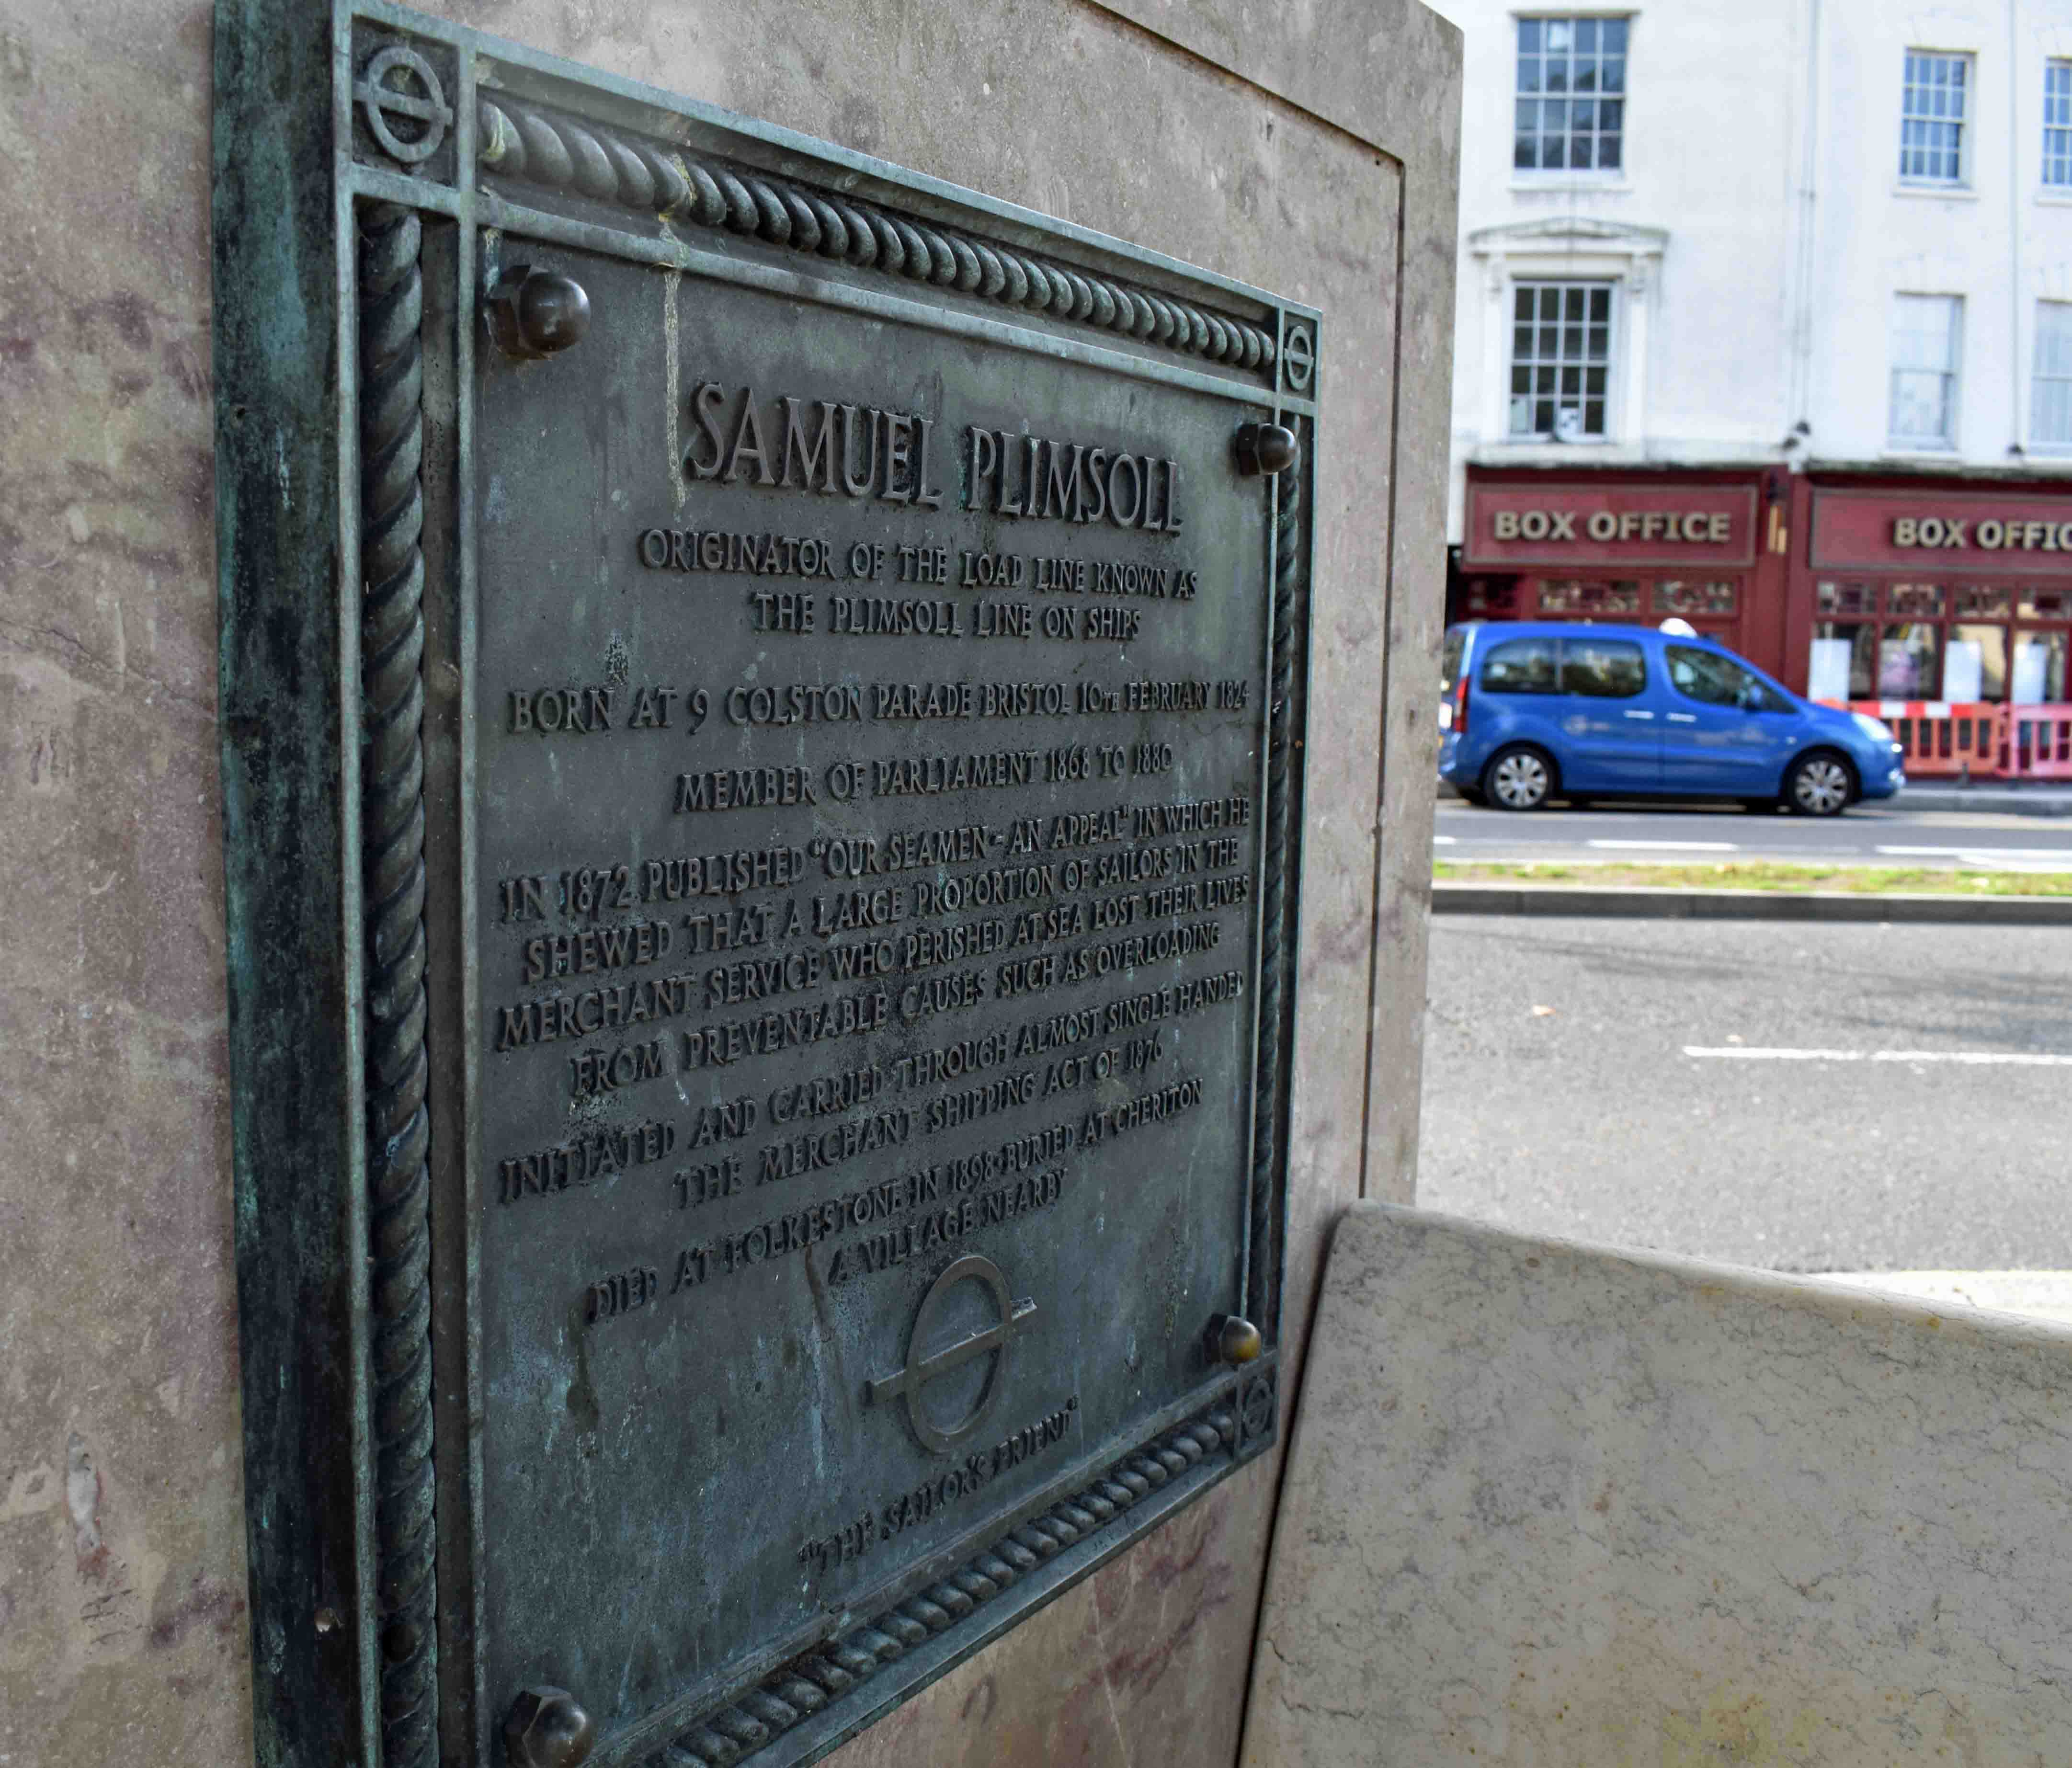 SAMUEL PLIMSOLL
ORIGINATOR OF THE LOAD LINE KNOWN AS
THE PLIMSOLL LINE ON SHIPS
BORN AT 9 COLSTON PARADE BRISTOL 10TH FEBRUARY 1824
MEMBER OF PARLIAMENT 1868 TO 1880
IN 1872 PUBLISHED "OUR SEAMEN - AN APPEAL" IN WHICH HE
SHEWED THAT A LARGE PROPORTION OF SAILORS IN THE
MERCHANT SERVICE WHO PERISHED AT SEA LOST THEIR LIVES
FROM PREVENTABLE CAUSES SUCH AS OVERLOADING
INITIATED AND CARRIED THROUGH ALMOST SINGLE HANDED
THE MERCHANT SHIPPING ACT OF 1876
DIED AT FOLKESTONE IN 1898·BURIED AT CHERITON
A VILLAGE NEARBY
"THE SAILOR'S FRIEND"
BOX OFFICE
BOX OFFIC